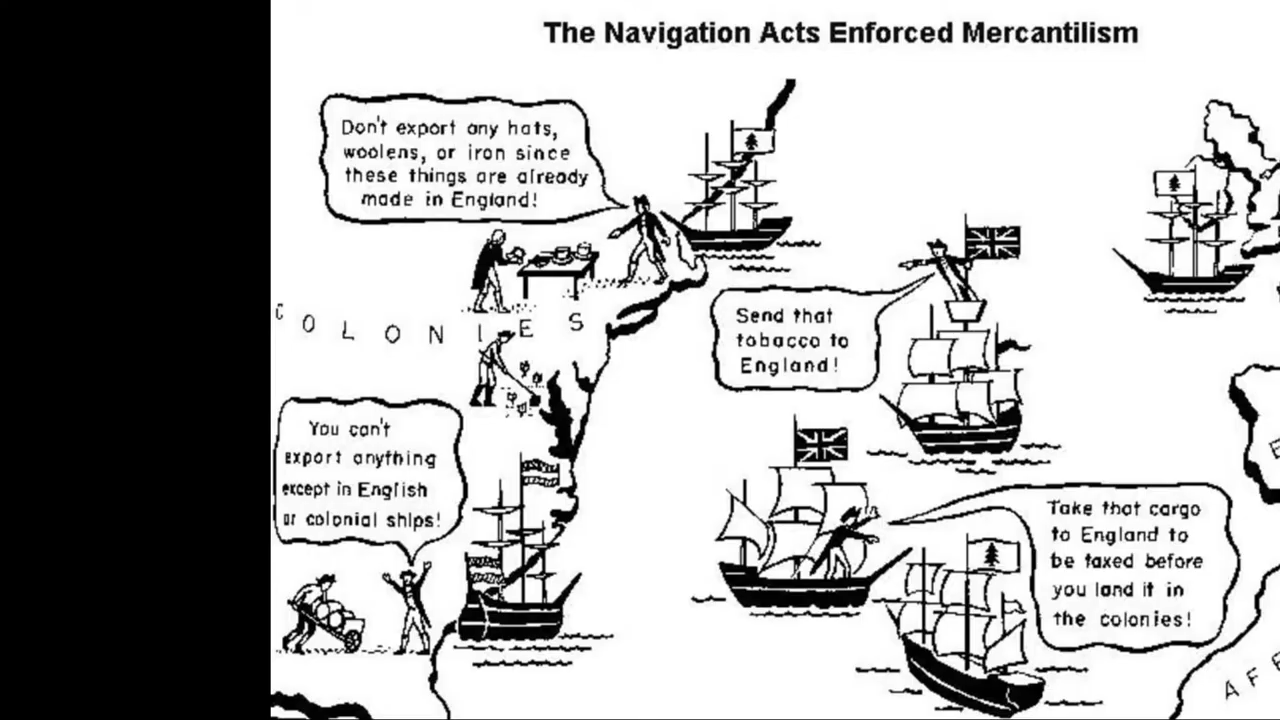 The Navigation Acts Enforced Mercantilism
Don't export any hats,
woolens, or iron since
these things are already
made in England!
COLONIES
Send that
tobacco to
England!
You can't
export anything
except in English
or colonial ships!
Take that cargo
to England to
be taxed before
you land it in
the colonies!
E
AF